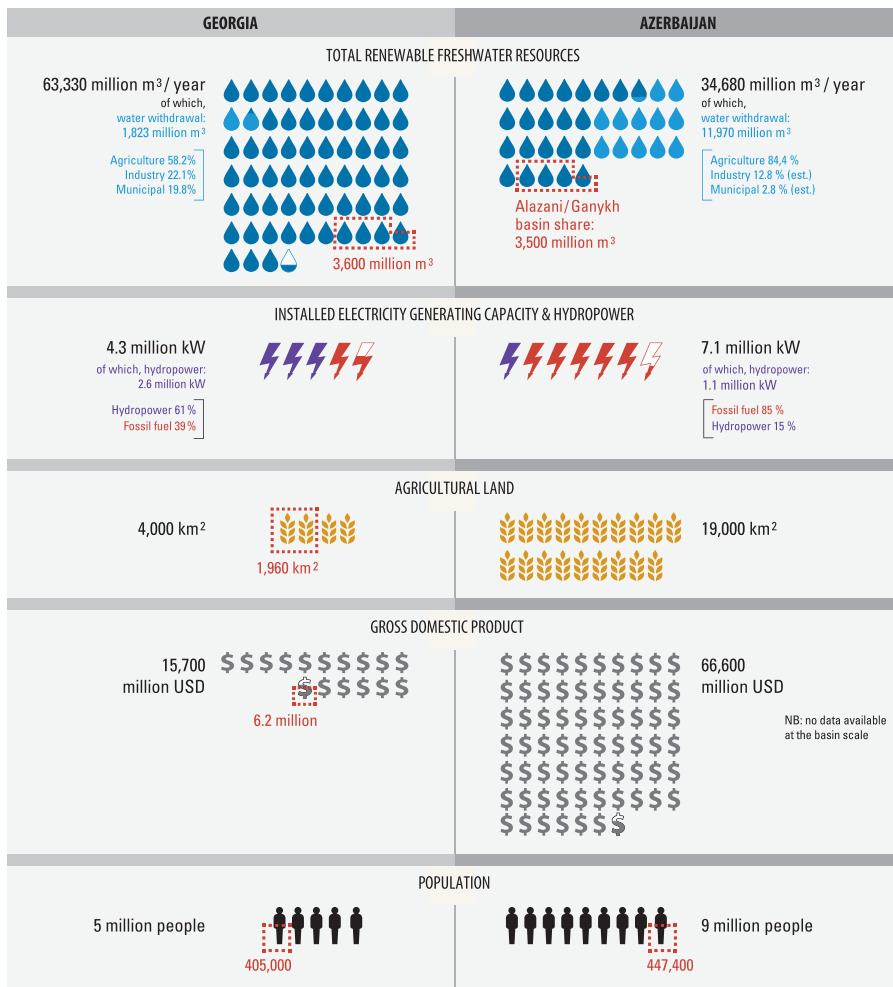 GEORGIA
AZERBAIJAN
TOTAL RENEWABLE FRESHWATER RESOURCES
63,330 million m³ / year
of which,
water withdrawal:
1,823 million m³
Agriculture 58.2%
Industry 22.1%
Municipal 19.8%
3,600 million m³
34,680 million m³ / year
of which,
water withdrawal:
11,970 million m³
Agriculture 84,4 %
Industry 12.8 % (est.)
Municipal 2.8 % (est.)
Alazani/Ganykh
basin share:
3,500 million m³
INSTALLED ELECTRICITY GENERATING CAPACITY & HYDROPOWER
4.3 million kW
of which, hydropower:
2.6 million kW
Hydropower 61 %
Fossil fuel 39 %
7.1 million kW
of which, hydropower:
1.1 million kW
Fossil fuel 85 %
Hydropower 15 %
AGRICULTURAL LAND
4,000 km²
1,960 km²
19,000 km²
GROSS DOMESTIC PRODUCT
15,700
million USD
6.2 million
66,600
million USD
NB: no data available
at the basin scale
POPULATION
5 million people
405,000
9 million people
447,400